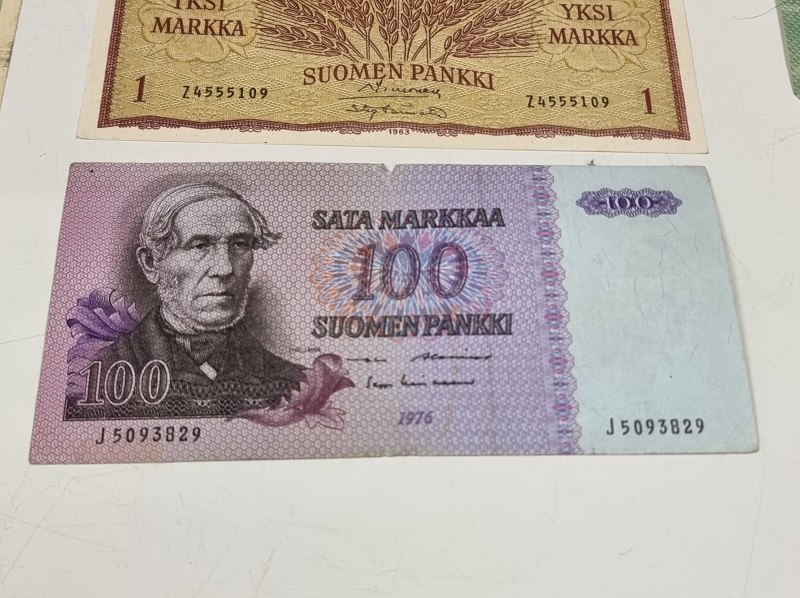 YKSI
MARKKA
YKSI
MARKKA
SUOMEN PANKKI
1
Z4555109
Z4555109
1
1963
SATA MARKKAA
100
100
SUOMEN PANKKI
100
1976
J5093829
J5093829